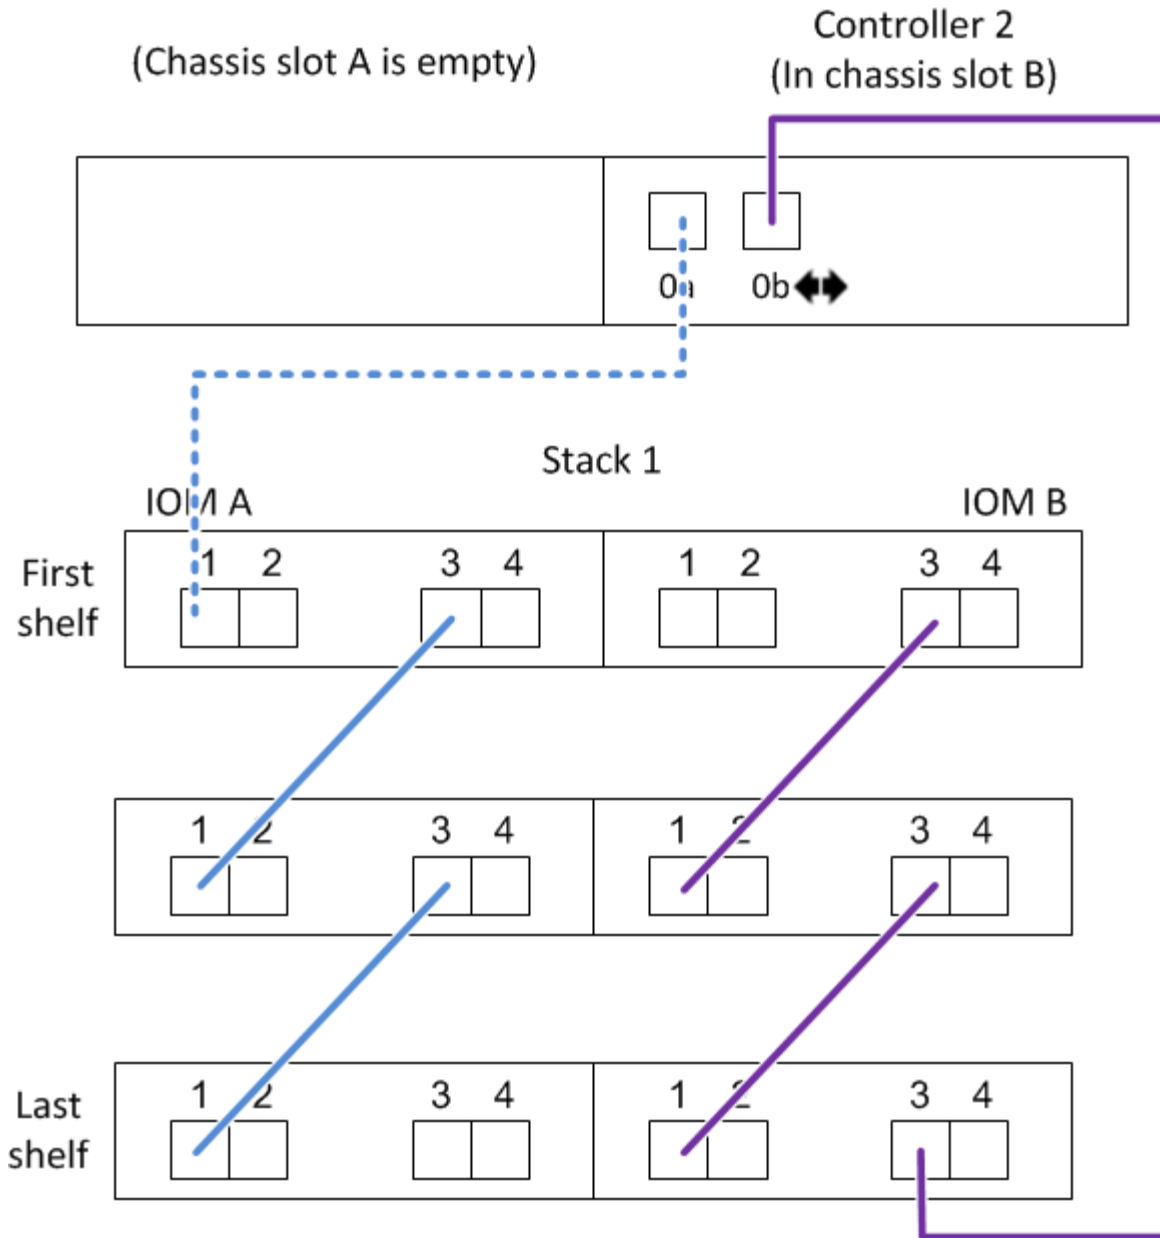 (Chassis slot A is empty)
Controller 2
(In chassis slot B)
0a 0b
Stack 1
IOM A IOM B
First
shelf
1 2 3 4 1 2 3 4
1 2 3 4 1 2 3 4
Last
shelf
1 2 3 4 1 2 3 4